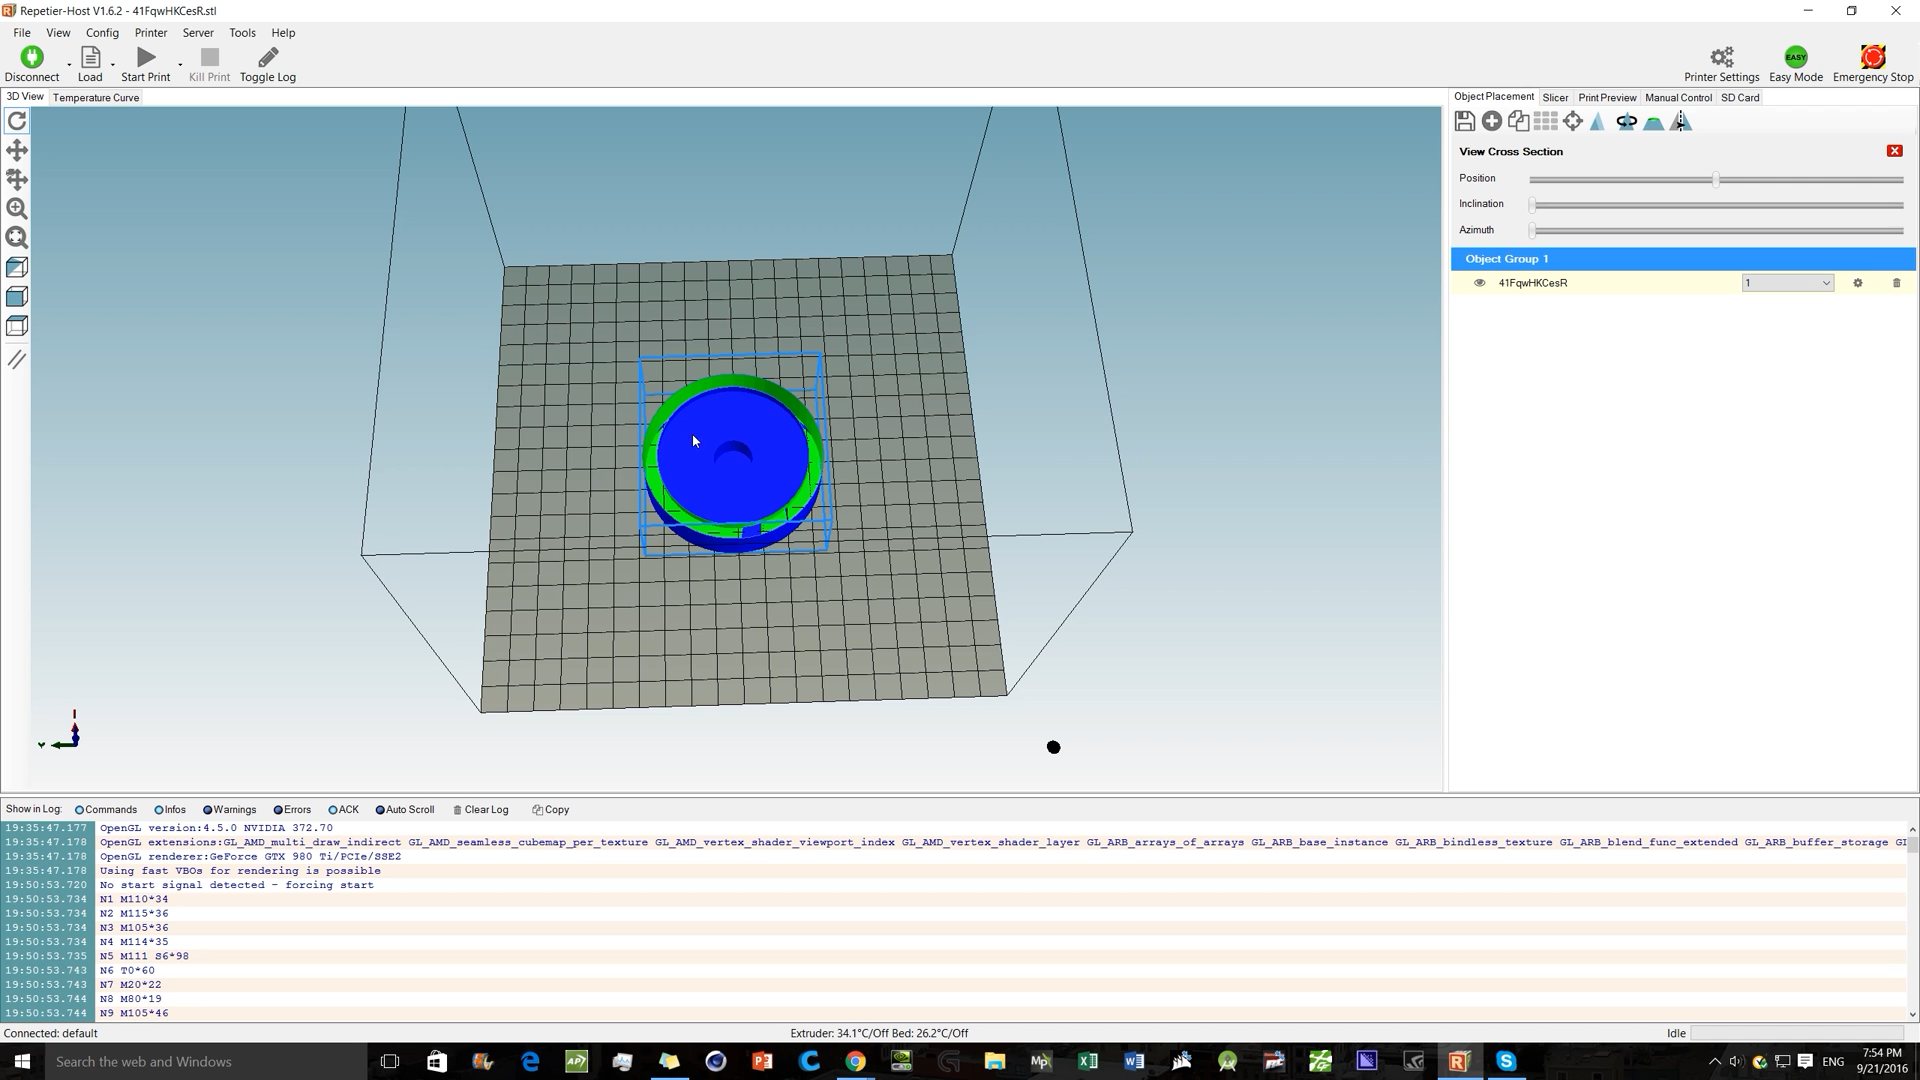 Repetier-Host V1.6.2 - 41FqwHKCesR.stl
File View Config Printer Server Tools Help
Disconnect Load Start Print Kill Print Toggle Log Printer Settings EASY Easy Mode Emergency Stop
3D View Temperature Curve Object Placement Slicer Print Preview Manual Control SD Card
View Cross Section
Position
Inclination
Azimuth
Object Group 1
41FqwHKCesR 1
Show in Log: Commands Infos Warnings Errors ACK Auto Scroll Clear Log Copy
19:35:47.177 OpenGL version:4.5.0 NVIDIA 372.70
19:35:47.178 OpenGL extensions:GL_AMD_multi_draw_indirect GL_AMD_seamless_cubemap_per_texture GL_AMD_vertex_shader_viewport_index GL_AMD_vertex_shader_layer GL_ARB_arrays_of_arrays GL_ARB_base_instance GL_ARB_bindless_texture GL_ARB_blend_func_extended GL_ARB_buffer_storage
19:35:47.178 OpenGL renderer:GeForce GTX 980 Ti/PCIe/SSE2
19:35:47.178 Using fast VBOs for rendering is possible
19:50:53.720 No start signal detected - forcing start
19:50:53.734 N1 M110*34
19:50:53.734 N2 M115*36
19:50:53.734 N3 M105*36
19:50:53.734 N4 M114*35
19:50:53.735 N5 M111 S6*98
19:50:53.743 N6 T0*60
19:50:53.743 N7 M20*22
19:50:53.744 N8 M80*19
19:50:53.744 N9 M105*46
Connected: default Extruder: 34.1°C/Off Bed: 26.2°C/Off Idle
Search the web and Windows ENG 7:54 PM
9/21/2016